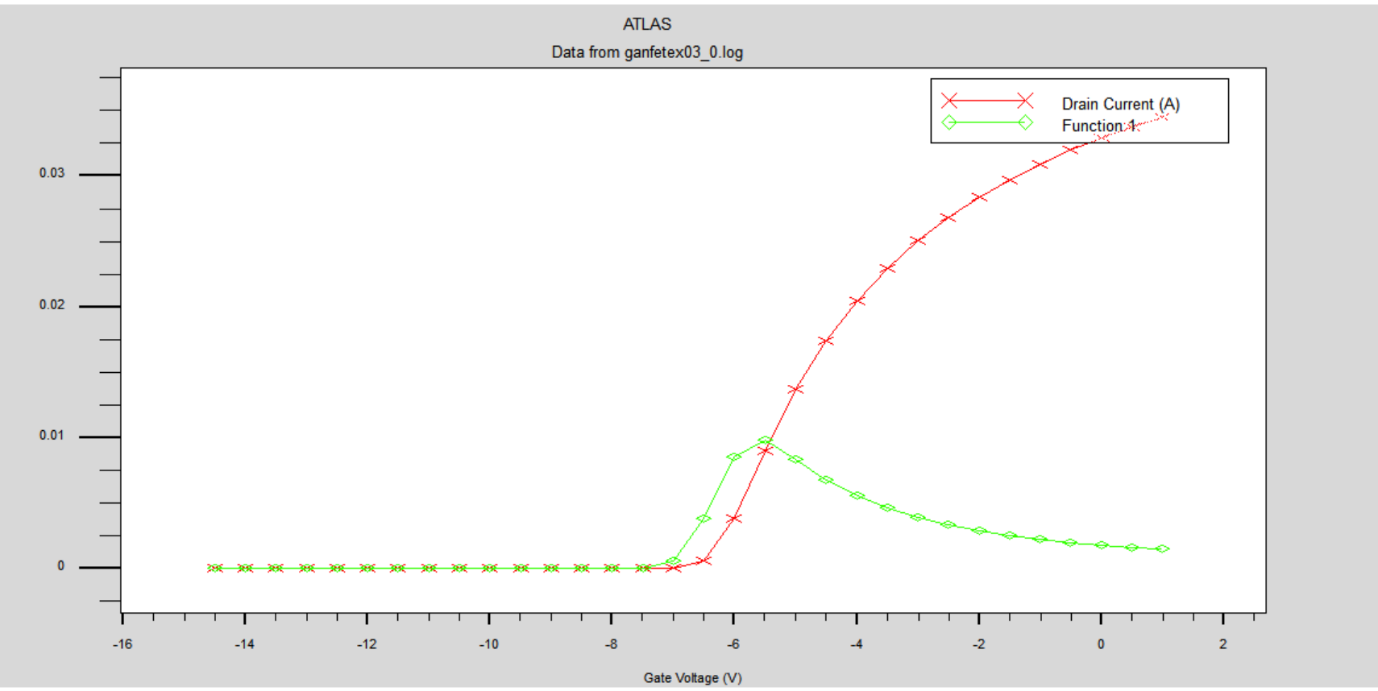 ATLAS
Data from ganfetex03_0.log
Drain Current (A)
Function 1
0.03
0.02
0.01
0
-16 -14 -12 -10 -8 -6 -4 -2 0 2
Gate Voltage (V)